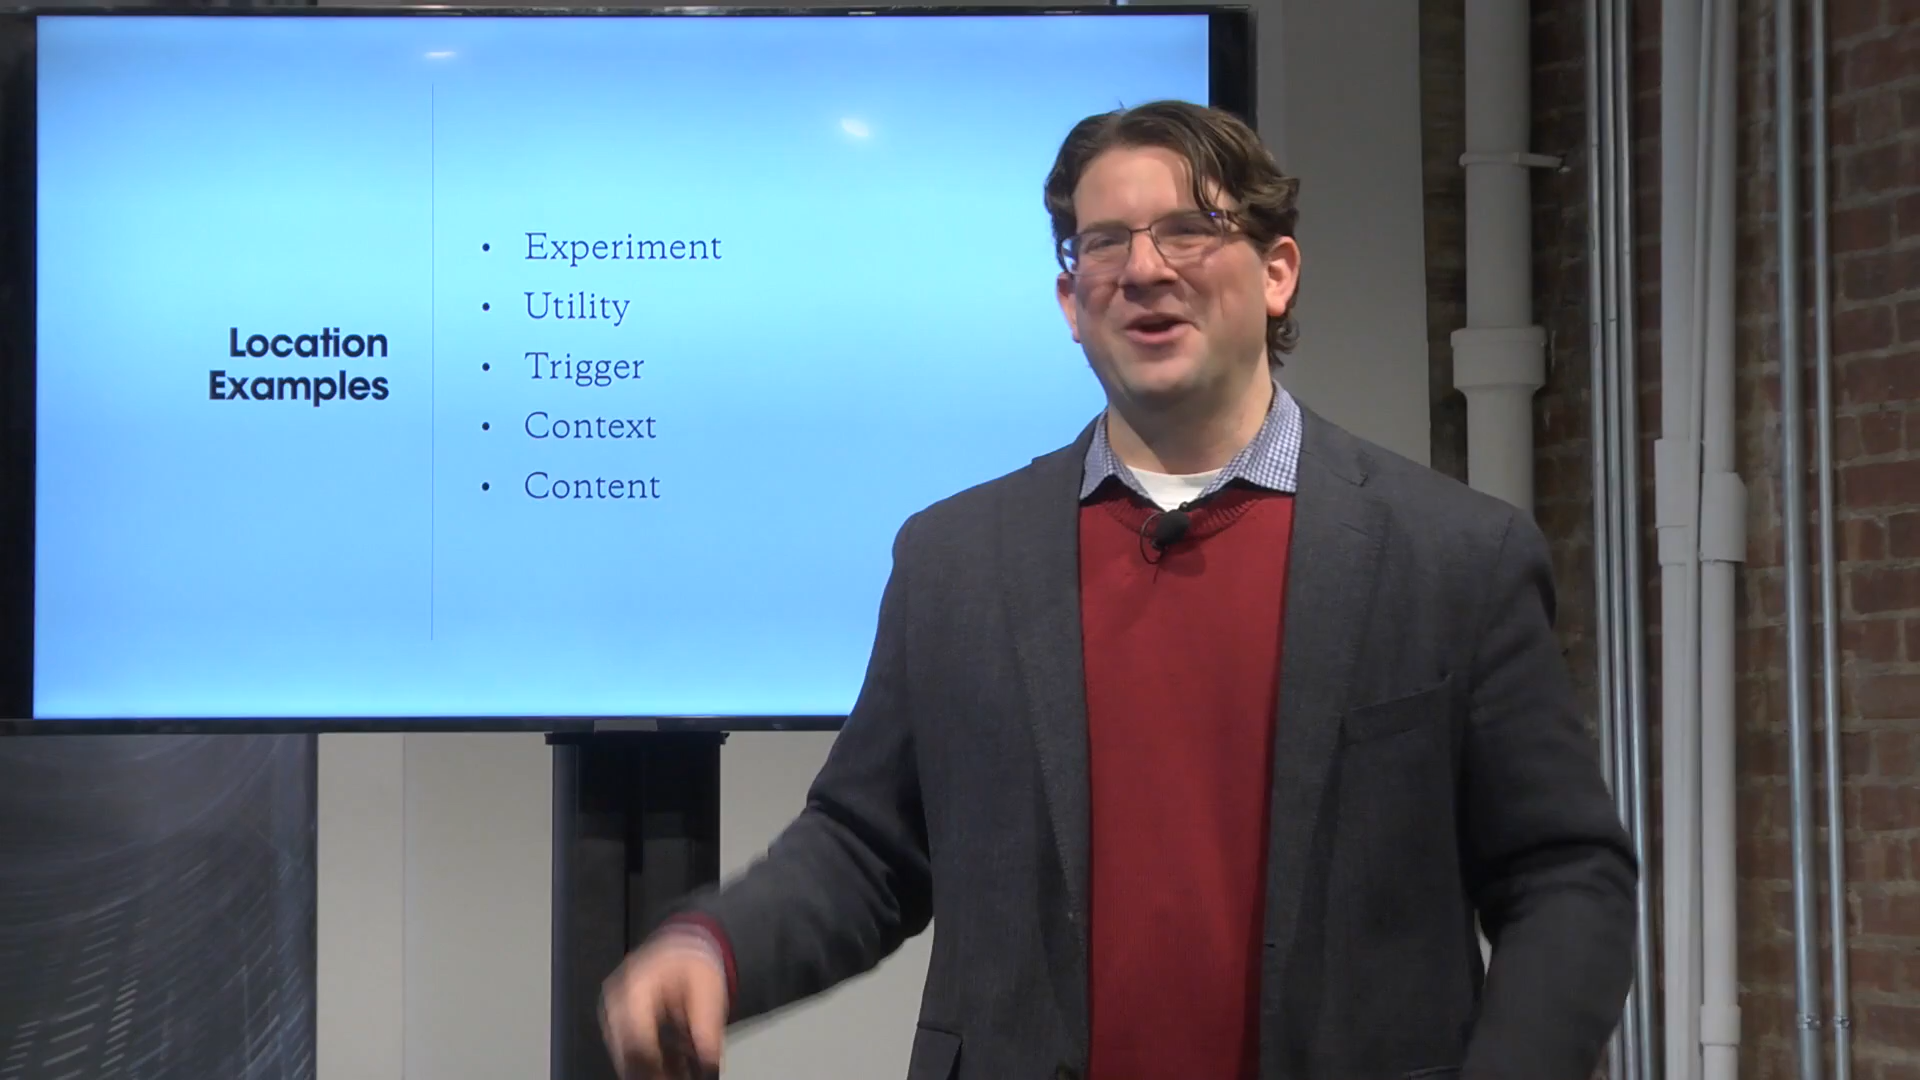 Location
Examples
• Experiment
• Utility
• Trigger
• Context
• Content